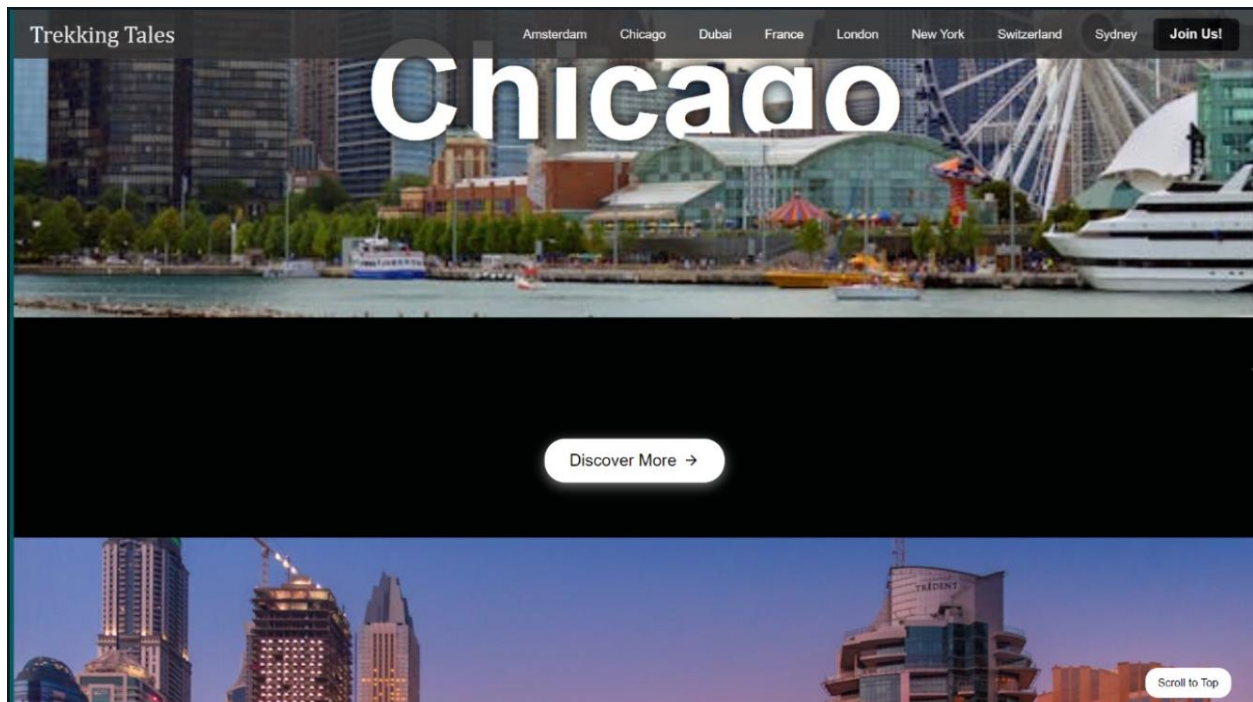 Trekking Tales
Amsterdam Chicago Dubai France London New York Switzerland Sydney Join Us!
Chicago
Discover More →
TRIDENT
Scroll to Top